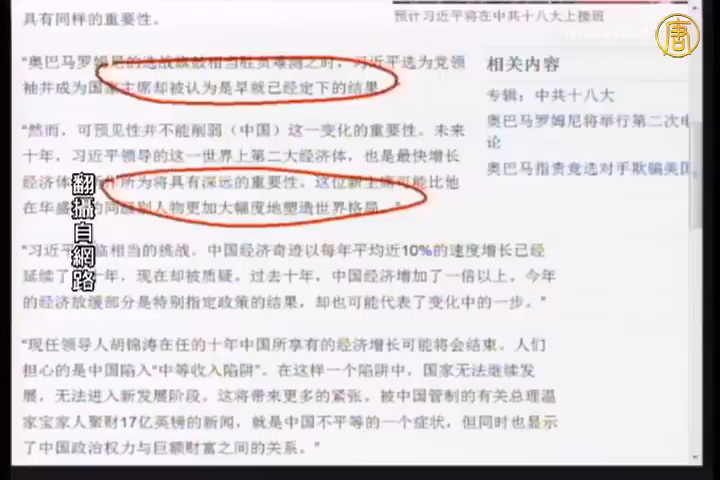 具有同样的重要性。
预计习近平将在中共十八大上接班
唐
“奥巴马罗姆尼的选战旗鼓相当胜负难测之时，习近平选为党领
袖并成为国家主席却被认为是早就已经定下的结果。
“然而，可预见性并不能削弱（中国）这一变化的重要性。未来
十年，习近平领导的这一世界上第二大经济体，也是最快增长
经济体 所为将具有深远的重要性。这位新主席可能比他
在华盛 的同 别人物更加大幅度地塑造世界格局。”
“习近平 临相当的挑战。中国经济奇迹以每年平均近10%的速度增长已经
延续了 十年，现在却被质疑。过去十年，中国经济增加了一倍以上。今年
的经济放缓部分是特别指定政策的结果，却也可能代表了变化中的一步。”
“现任领导人胡锦涛在任的十年中国所享有的经济增长可能将会结束。人们
担心的是中国陷入“中等收入陷阱”。在这样一个陷阱中，国家无法继续发
展，无法进入新发展阶段。这将带来更多的紧张。被中国管制的有关总理温
家宝家人聚财17亿英镑的新闻，就是中国不平等的一个症状，但同时也显示
了中国政治权力与巨额财富之间的关系。”
相关内容
专辑：中共十八大
奥巴马罗姆尼将举行第二次电
论
奥巴马指责竞选对手欺骗美国
翻攝自網路